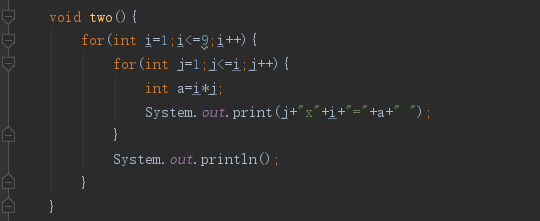 void two(){
for(int i=1;i<=9;i++){
for(int j=1;j<=i;j++){
int a=i*j;
System.out.print(j+"x"+i+"="+a+" ");
}
System.out.println();
}
}